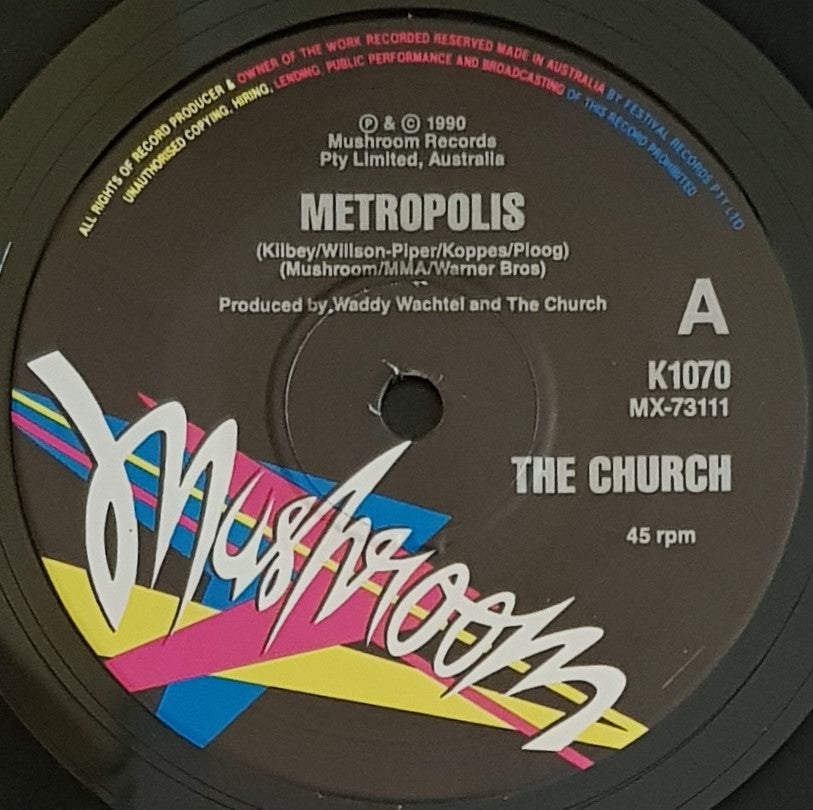 ALL RIGHTS OF RECORD PRODUCER & OWNER OF THE WORK RECORDED RESERVED MADE IN AUSTRALIA BY FESTIVAL RECORDS PTY LTD
UNAUTHORISED COPYING, HIRING, LENDING, PUBLIC PERFORMANCE AND BROADCASTING OF THIS RECORD PROHIBITED
Ⓟ & © 1990
Mushroom Records
Pty Limited, Australia
METROPOLIS
(Kilbey/Willson-Piper/Koppes/Ploog)
(Mushroom/MMA/Warner Bros)
Produced by Waddy Wachtel and The Church
A
K1070
MX-73111
THE CHURCH
45 rpm
Mushroom